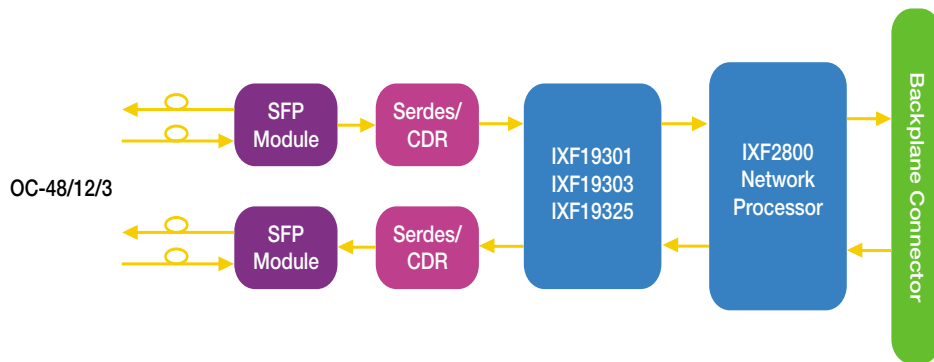 OC-48/12/3
SFP
Module
Serdes/
CDR
SFP
Module
Serdes/
CDR
IXF19301
IXF19303
IXF19325
IXF2800
Network
Processor
Backplane Connector